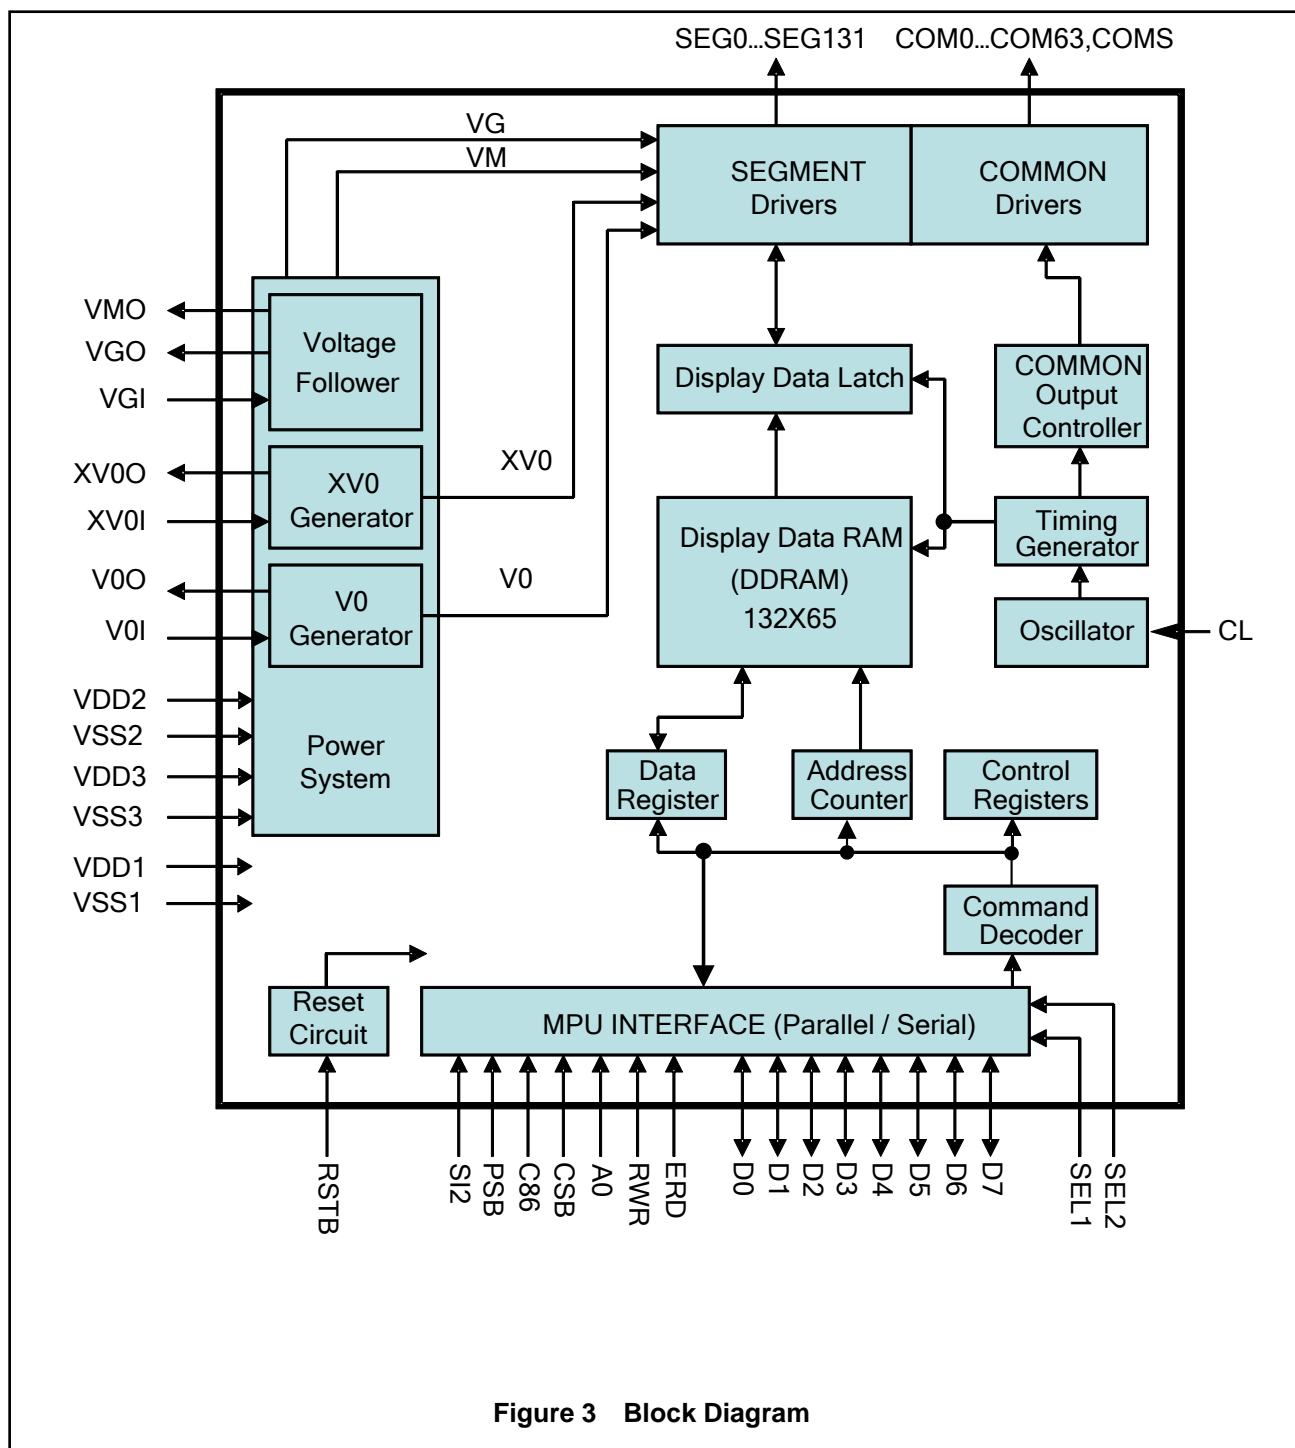 SEG0...SEG131 COM0...COM63,COMS
VG
VM
SEGMENT
Drivers
COMMON
Drivers
VMO
VGO
VGI
Voltage
Follower
Display Data Latch
COMMON
Output
Controller
XV0O
XV0I
XV0
Generator
XV0
Display Data RAM
(DDRAM)
132X65
Timing
Generator
V0O
V0I
V0
Generator
V0
Oscillator
CL
VDD2
VSS2
VDD3
VSS3
Power
System
Data
Register
Address
Counter
Control
Registers
VDD1
VSS1
Command
Decoder
Reset
Circuit
MPU INTERFACE (Parallel / Serial)
RSTB
SI2
PSB
C86
CSB
A0
RWR
ERD
D0
D1
D2
D3
D4
D5
D6
D7
SEL1
SEL2
Figure 3 Block Diagram